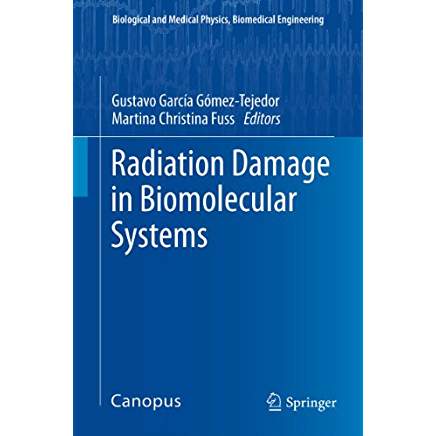 Biological and Medical Physics, Biomedical Engineering
Gustavo García Gómez-Tejedor
Martina Christina Fuss Editors
Radiation Damage
in Biomolecular
Systems
Canopus
Springer